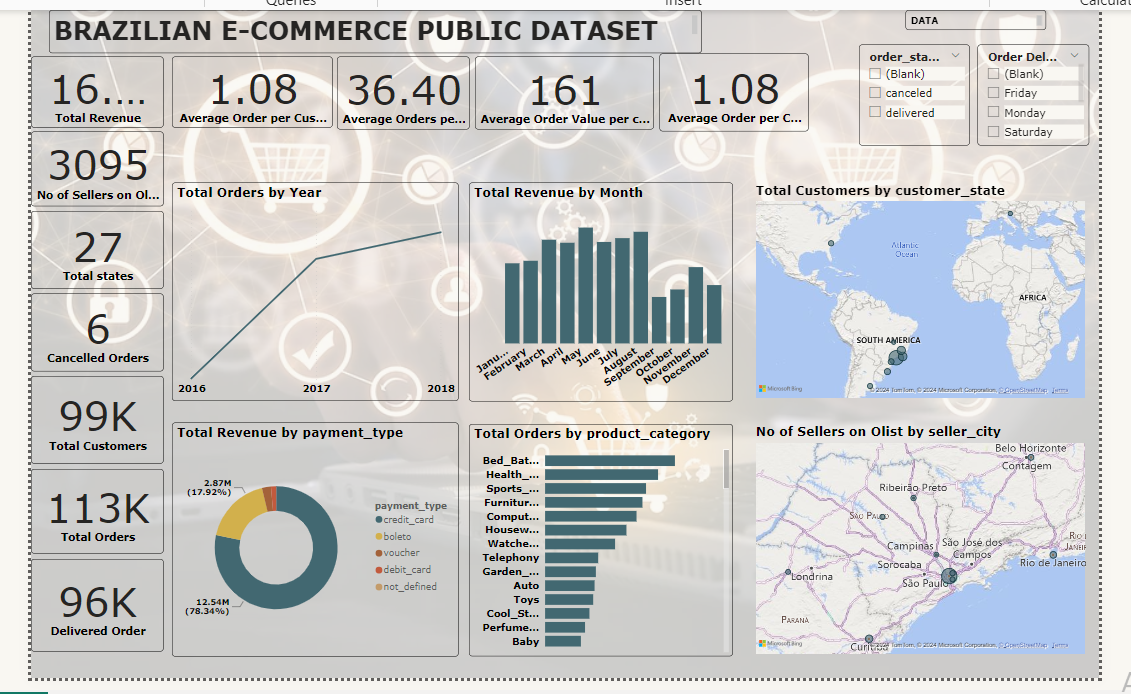 Queries
Insert
BRAZILIAN E-COMMERCE PUBLIC DATASET
DATA
16....
Total Revenue
1.08
Average Order per Cus...
36.40
Average Orders pe...
161
Average Order Value per c...
1.08
Average Order per C...
order_sta...
(Blank)
canceled
delivered
Order Del...
(Blank)
Friday
Monday
Saturday
3095
No of Sellers on Ol...
27
Total states
6
Cancelled Orders
99K
Total Customers
113K
Total Orders
96K
Delivered Order
Total Orders by Year
2016
2017
2018
Total Revenue by Month
Janu...
February
March
April
May
June
July
August
September
October
November
December
Total Customers by customer_state
Atlantic
Ocean
AFRICA
SOUTH AMERICA
Microsoft Bing
© 2024 TomTom, © 2024 Microsoft Corporation, © OpenStreetMap Terms
Total Revenue by payment_type
2.87M
(17.92%)
12.54M
(78.34%)
payment_type
credit_card
boleto
voucher
debit_card
not_defined
Total Orders by product_category
Bed_Bat...
Health_...
Sports_...
Furnitur...
Comput...
Housew...
Watche...
Telephony
Garden_...
Auto
Toys
Cool_St...
Perfume...
Baby
No of Sellers on Olist by seller_city
Belo Horizonte
Contagem
Ribeirão Preto
São Paulo
Campinas
São José dos
Campos
Rio de Janeiro
Sorocaba
São Paulo
Londrina
PARANÁ
Curitiba
Microsoft Bing
© 2024 TomTom, © 2024 Microsoft Corporation, © OpenStreetMap Terms